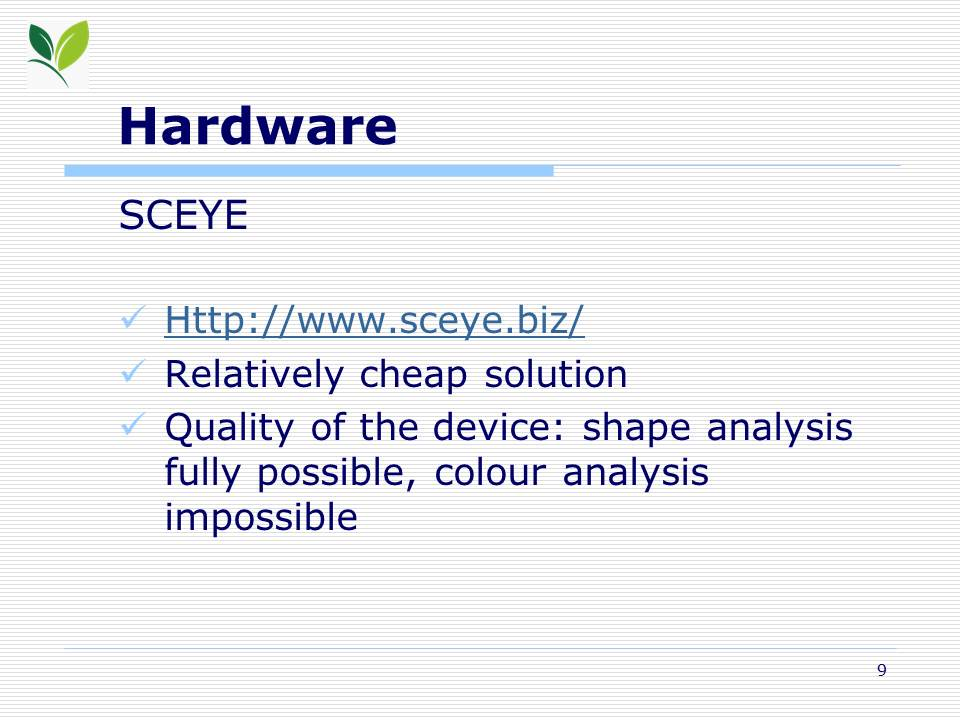 Hardware
SCEYE
Http://www.sceye.biz/
Relatively cheap solution
Quality of the device: shape analysis
fully possible, colour analysis
impossible
9